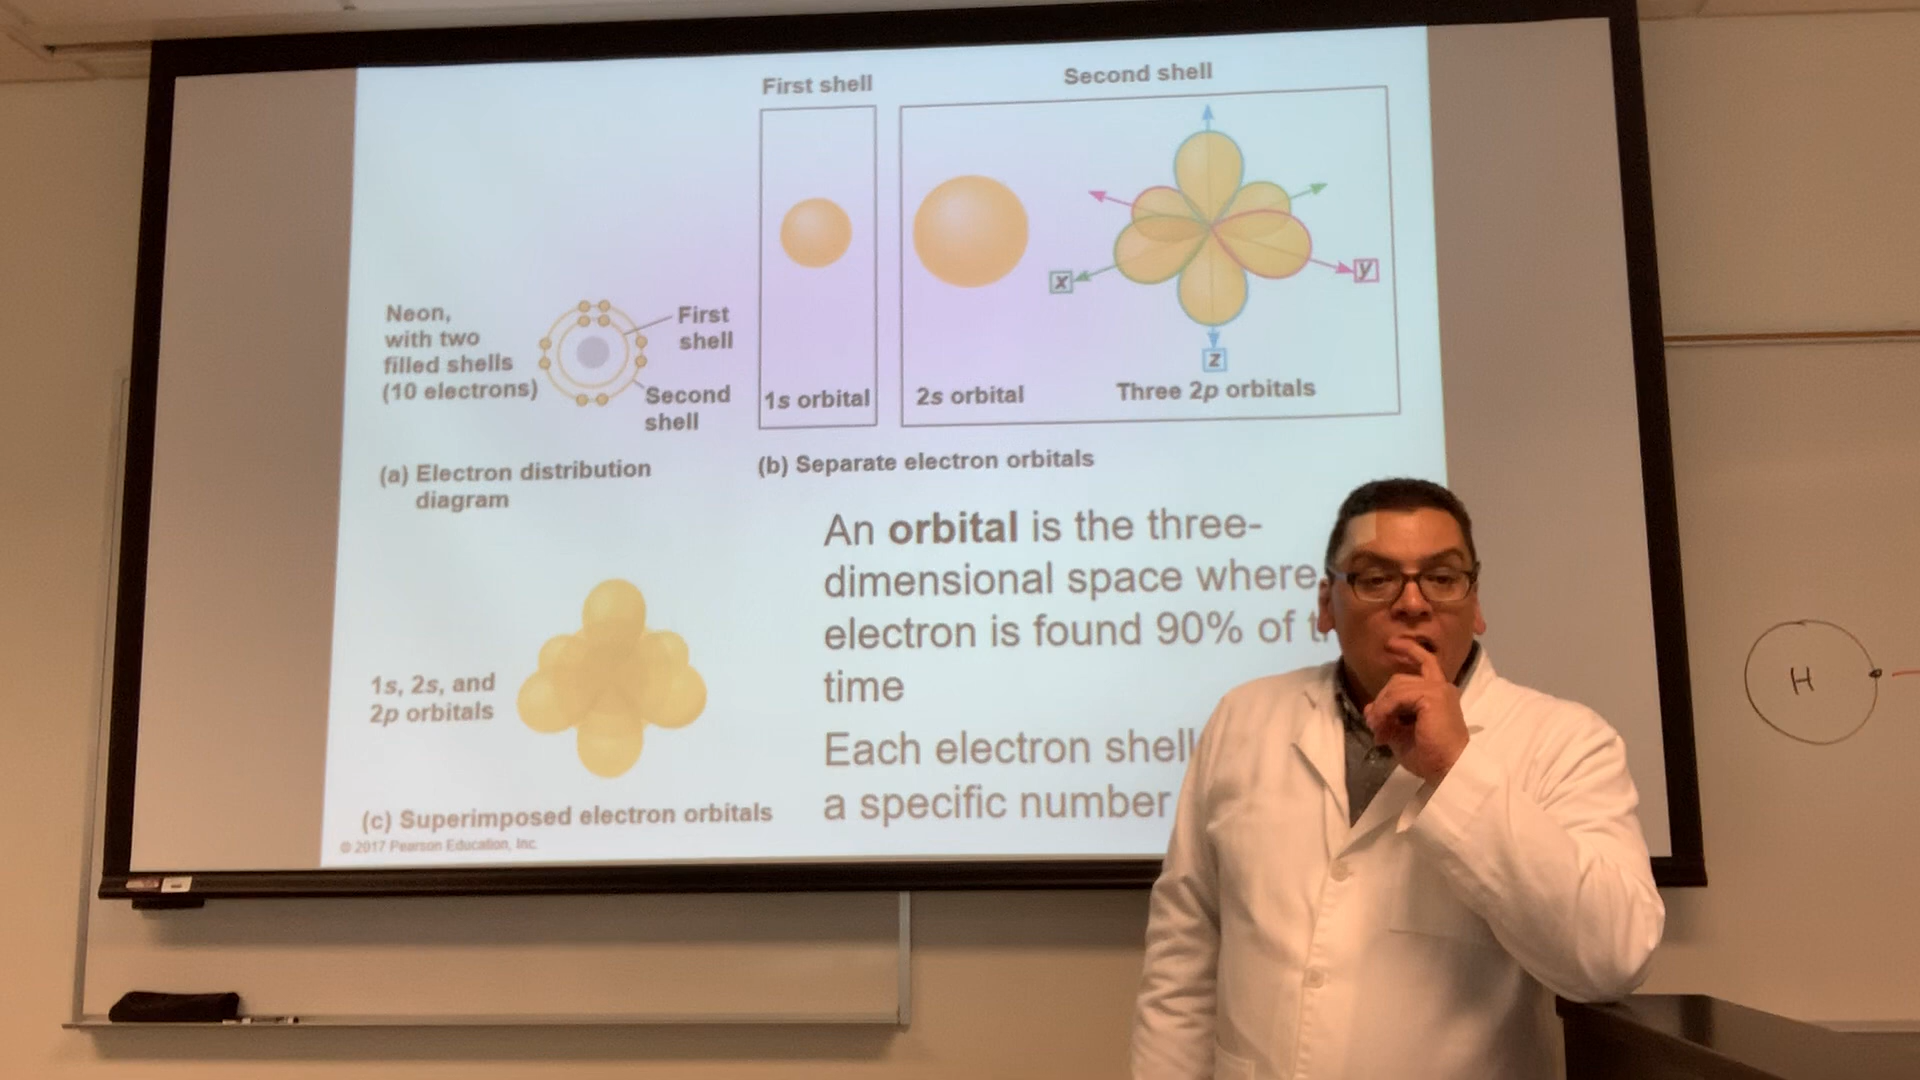 First shell
Second shell
x
y
z
1s orbital
2s orbital
Three 2p orbitals
Neon,
with two
filled shells
(10 electrons)
First
shell
Second
shell
(a) Electron distribution
diagram
(b) Separate electron orbitals
An orbital is the three-
dimensional space where
electron is found 90% of
time
Each electron shell
a specific number
1s, 2s, and
2p orbitals
(c) Superimposed electron orbitals
© 2017 Pearson Education, Inc.
H